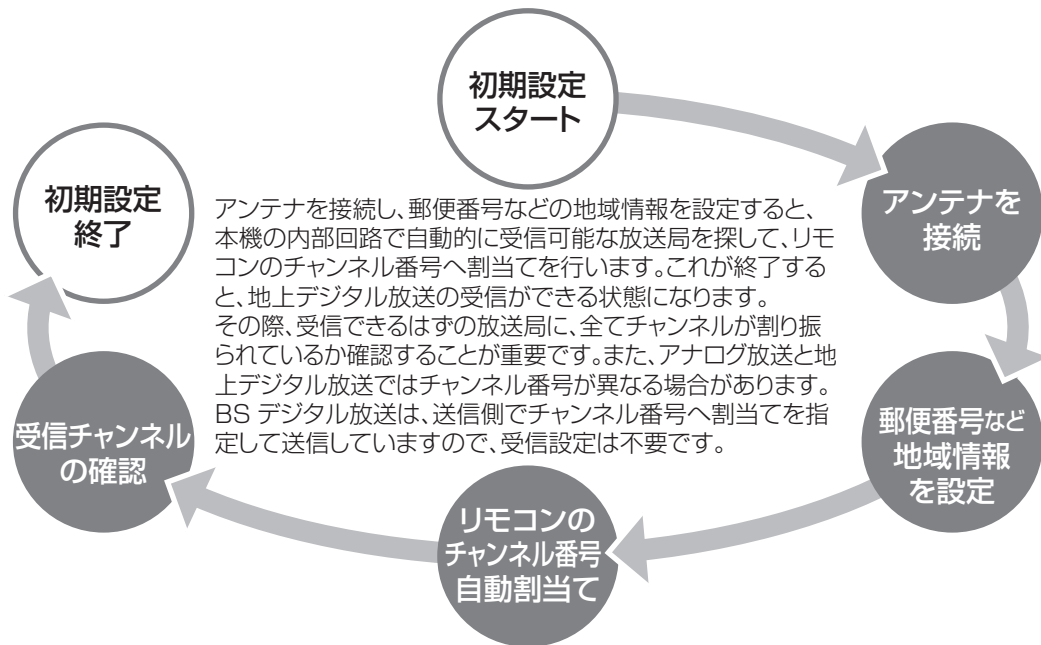 初期設定
スタート
アンテナを
接続
郵便番号など
地域情報
を設定
リモコンの
チャンネル番号
自動割当て
受信チャンネル
の確認
初期設定
終了
アンテナを接続し、郵便番号などの地域情報を設定すると、
本機の内部回路で自動的に受信可能な放送局を探して、リモ
コンのチャンネル番号へ割当てを行います。これが終了する
と、地上デジタル放送の受信ができる状態になります。
その際、受信できるはずの放送局に、全てチャンネルが割り振
られているか確認することが重要です。また、アナログ放送と地
上デジタル放送ではチャンネル番号が異なる場合があります。
BS デジタル放送は、送信側でチャンネル番号へ割当てを指
定して送信していますので、受信設定は不要です。